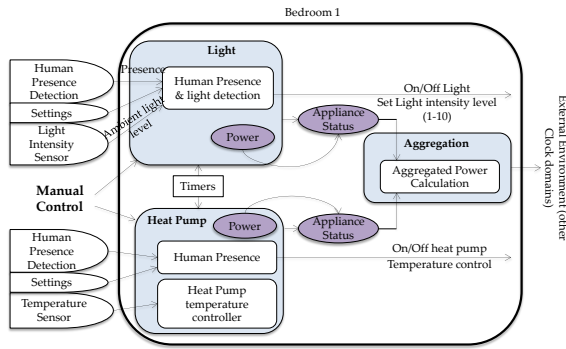 Bedroom 1
Light
Human
Presence
Detection
Presence
Human Presence
& light detection
Settings
Ambient light
level
Light
Intensity
Sensor
On/Off Light
Set Light intensity level
(1-10)
Appliance
Status
Power
Aggregation
Aggregated Power
Calculation
External Environment (other
Clock domains)
Timers
Manual
Control
Heat Pump
Power
Appliance
Status
Human
Presence
Detection
Human Presence
On/Off heat pump
Temperature control
Settings
Temperature
Sensor
Heat Pump
temperature
controller